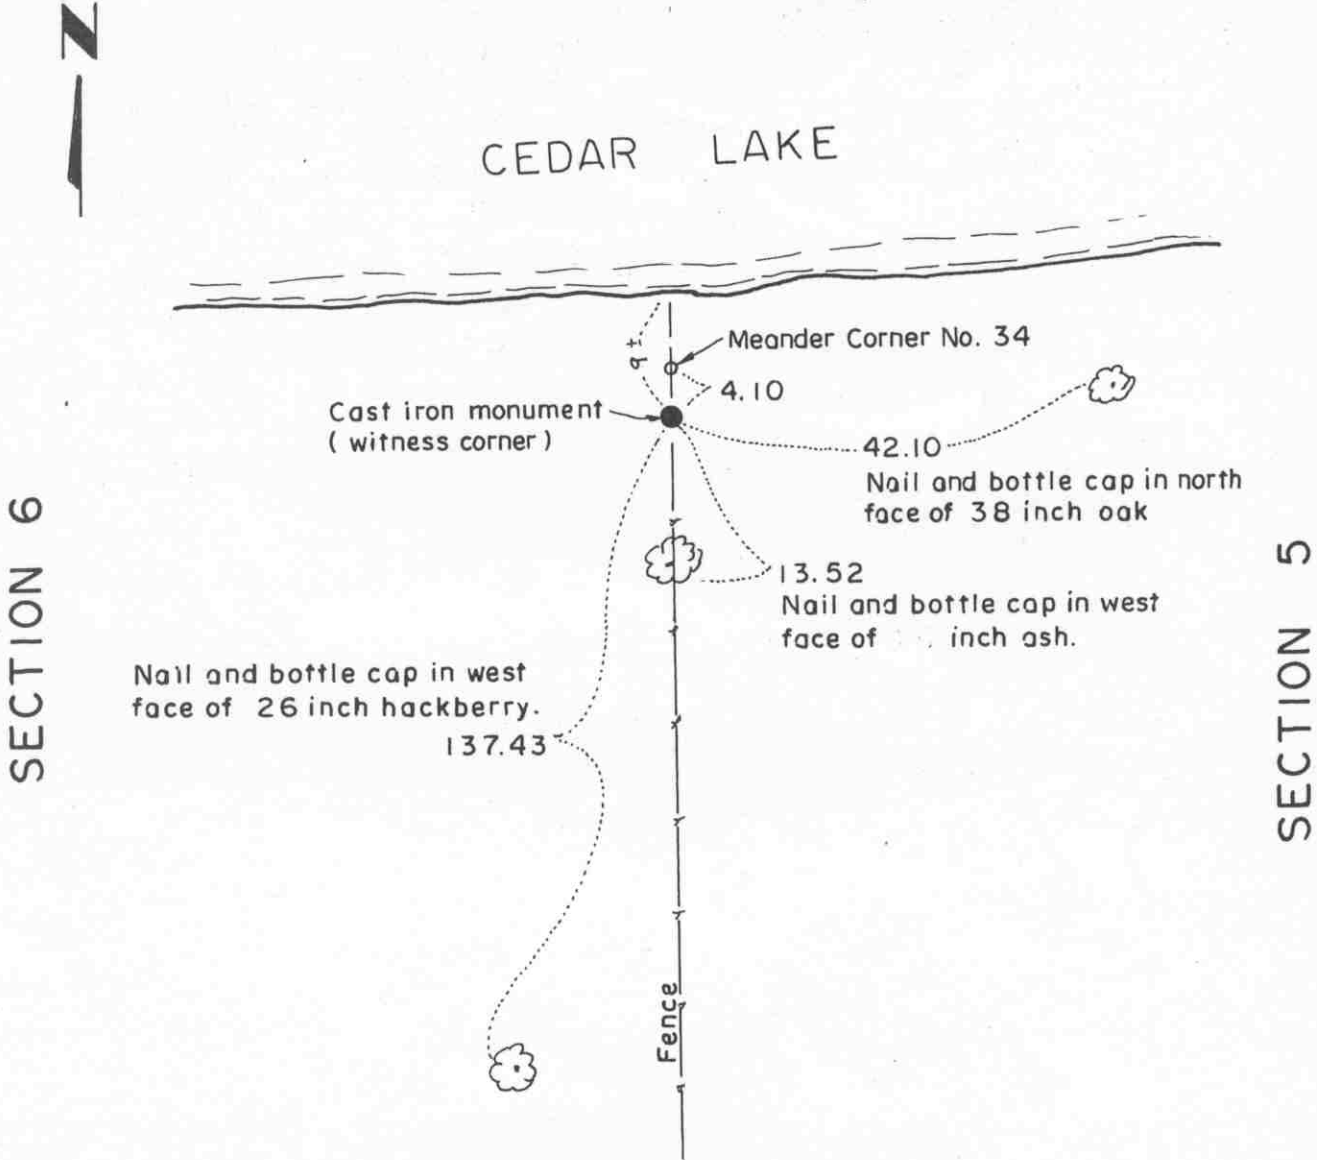 N
CEDAR LAKE
Meander Corner No. 34
9 ±
4.10
Cast iron monument
( witness corner )
42.10
Nail and bottle cap in north
face of 38 inch oak
SECTION 6
SECTION 5
13.52
Nail and bottle cap in west
face of inch ash.
Nail and bottle cap in west
face of 26 inch hackberry.
137.43
Fence